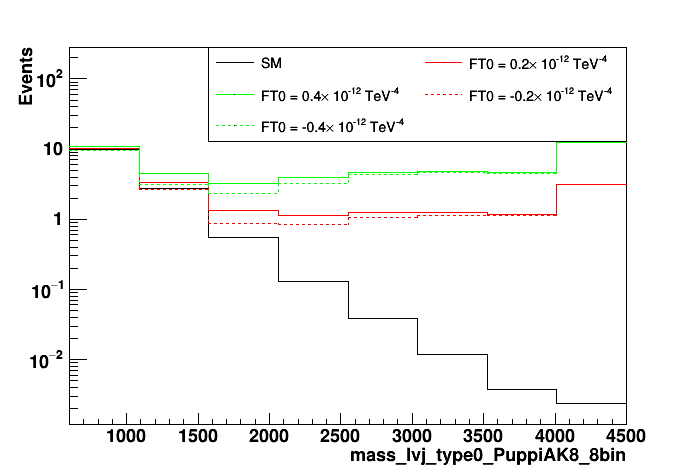 Events
SM
FT0 = 0.2× 10⁻¹² TeV⁻⁴
FT0 = 0.4× 10⁻¹² TeV⁻⁴
FT0 = -0.2× 10⁻¹² TeV⁻⁴
FT0 = -0.4× 10⁻¹² TeV⁻⁴
10²
10
1
10⁻¹
10⁻²
1000 1500 2000 2500 3000 3500 4000 4500
mass_lvj_type0_PuppiAK8_8bin